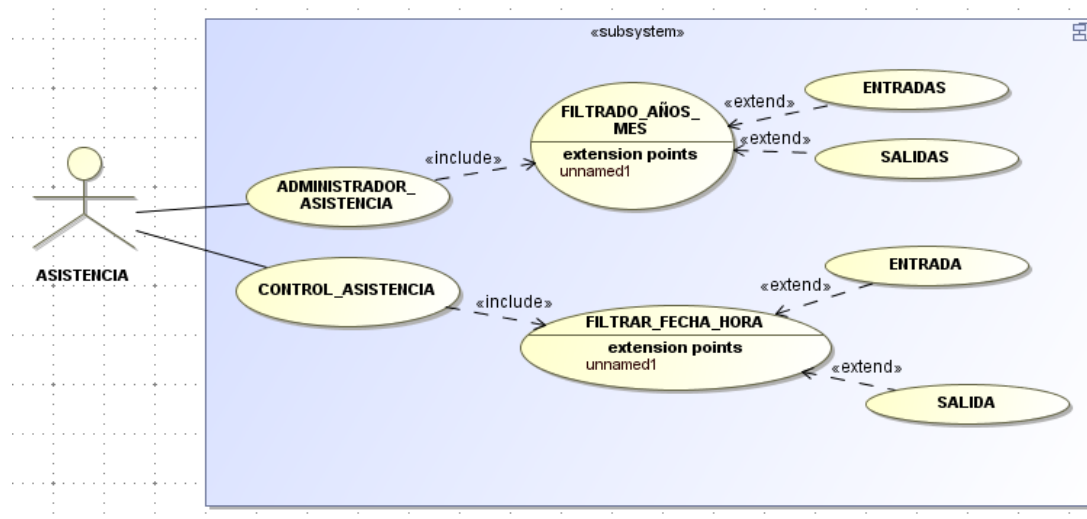 «subsystem»
ENTRADAS
«extend»
FILTRADO_AÑOS_
MES
«extend»
SALIDAS
extension points
unnamed1
«include»
ADMINISTRADOR_
ASISTENCIA
ASISTENCIA
CONTROL_ASISTENCIA
«include»
ENTRADA
«extend»
FILTRAR_FECHA_HORA
extension points
unnamed1
«extend»
SALIDA